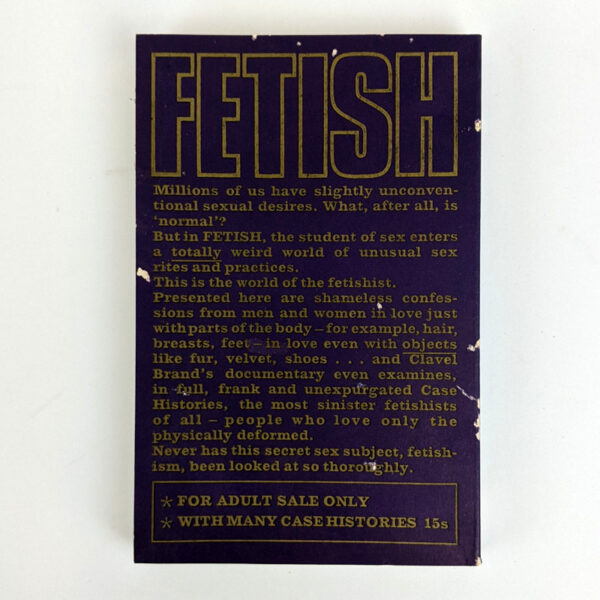 FETISH
Millions of us have slightly unconven-
tional sexual desires. What, after all, is
‘normal’?
But in FETISH, the student of sex enters
a totally weird world of unusual sex
rites and practices.
This is the world of the fetishist.
Presented here are shameless confes-
sions from men and women in love just
with parts of the body – for example, hair,
breasts, feet – in love even with objects
like fur, velvet, shoes . . . and Clavel
Brand’s documentary even examines,
in full, frank and unexpurgated Case
Histories, the most sinister fetishists
of all – people who love only the
physically deformed.
Never has this secret sex subject, fetish-
ism, been looked at so thoroughly.
* FOR ADULT SALE ONLY
* WITH MANY CASE HISTORIES 15s